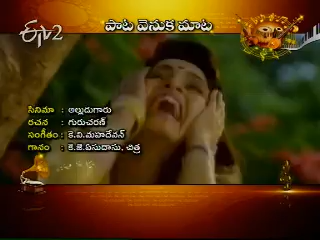 ETV2
పాట వెనుక మాట
సినిమా : అల్లుడుగారు
రచన : గురుచరణ్
సంగీతం : కె.వి.మహదేవన్
గానం : కె.జె.ఏసుదాసు, చిత్ర